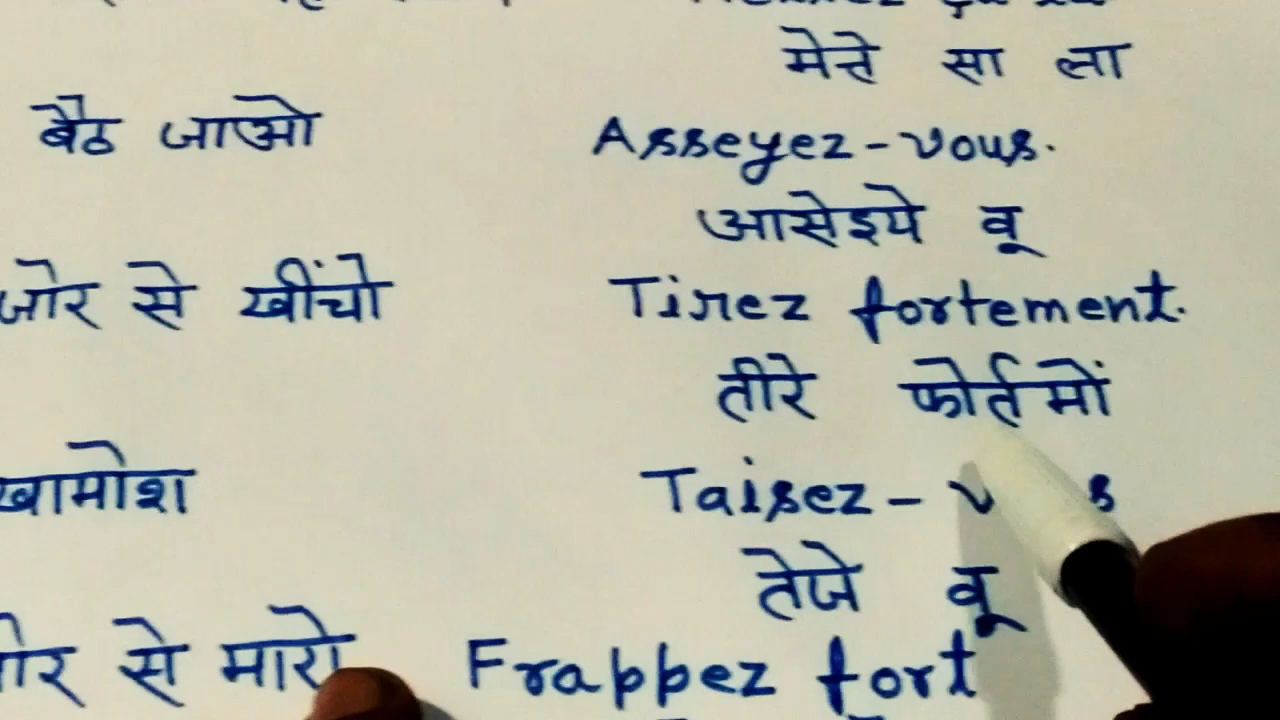 मेत्ते सा ला
बैठ जाओ Asseyez-vous.
आसेइये वू
जोर से खींचो Tirez fortement.
तीरे फोर्तमों
खामोश Taisez-
तेजे वू
से मारो Frappez fort